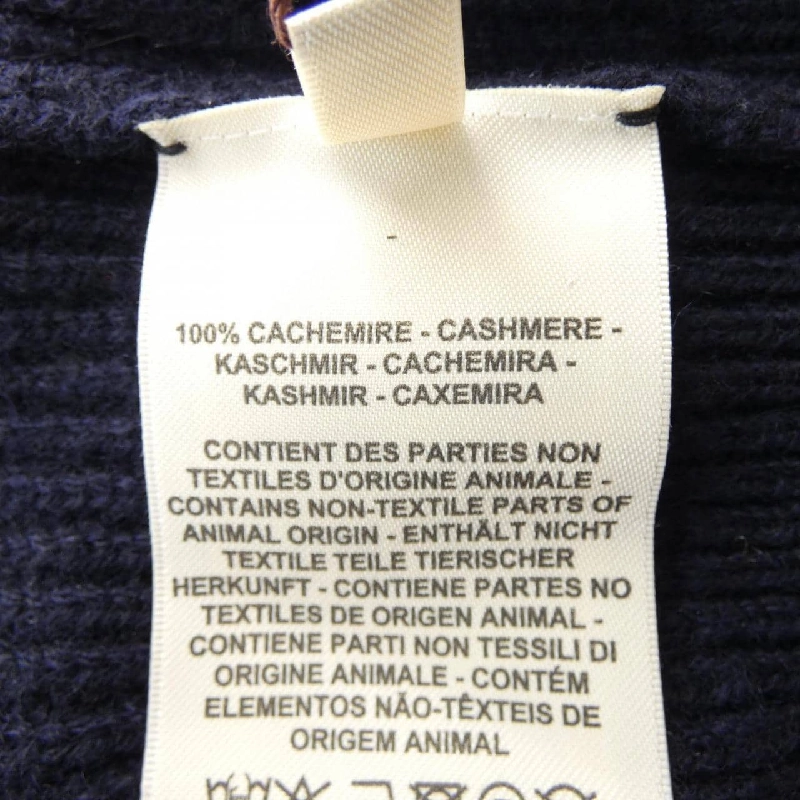 100% CACHEMIRE - CASHMERE -
KASCHMIR - CACHEMIRA -
KASHMIR - CAXEMIRA
CONTIENT DES PARTIES NON
TEXTILES D'ORIGINE ANIMALE -
CONTAINS NON-TEXTILE PARTS OF
ANIMAL ORIGIN - ENTHÄLT NICHT
TEXTILE TEILE TIERISCHER
HERKUNFT - CONTIENE PARTES NO
TEXTILES DE ORIGEN ANIMAL -
CONTIENE PARTI NON TESSILI DI
ORIGINE ANIMALE - CONTÉM
ELEMENTOS NÃO-TÊXTEIS DE
ORIGEM ANIMAL